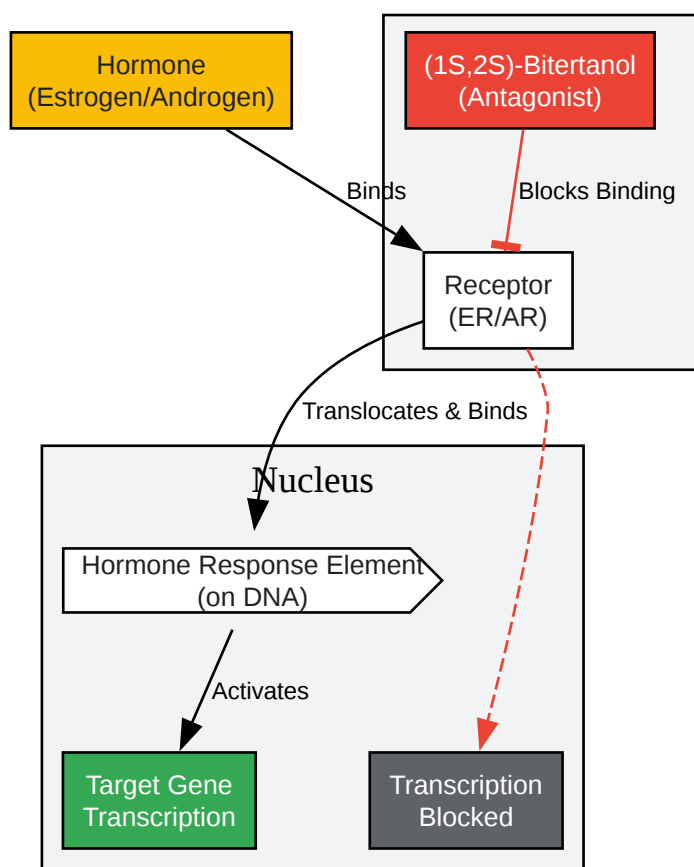 Hormone
(Estrogen/Androgen)
(1S,2S)-Bitertanol
(Antagonist)
Binds
Blocks Binding
Receptor
(ER/AR)
Translocates & Binds
Nucleus
Hormone Response Element
(on DNA)
Activates
Target Gene
Transcription
Transcription
Blocked